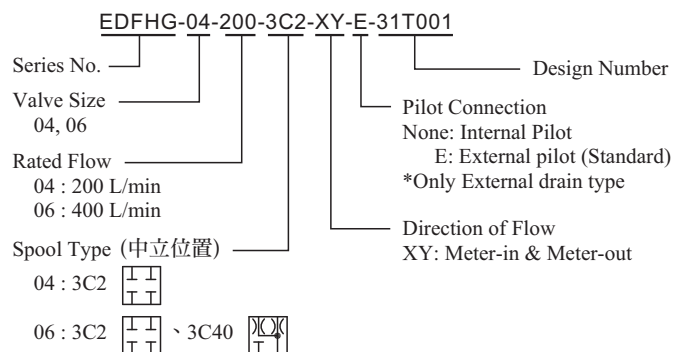 EDFHG-04-200-3C2-XY-E-31T001
Series No.
Design Number
Valve Size
04, 06
Pilot Connection
None: Internal Pilot
E: External pilot (Standard)
*Only External drain type
Rated Flow
04 : 200 L/min
06 : 400 L/min
Direction of Flow
XY: Meter-in & Meter-out
Spool Type (中立位置)
04 : 3C2
06 : 3C2 、3C40